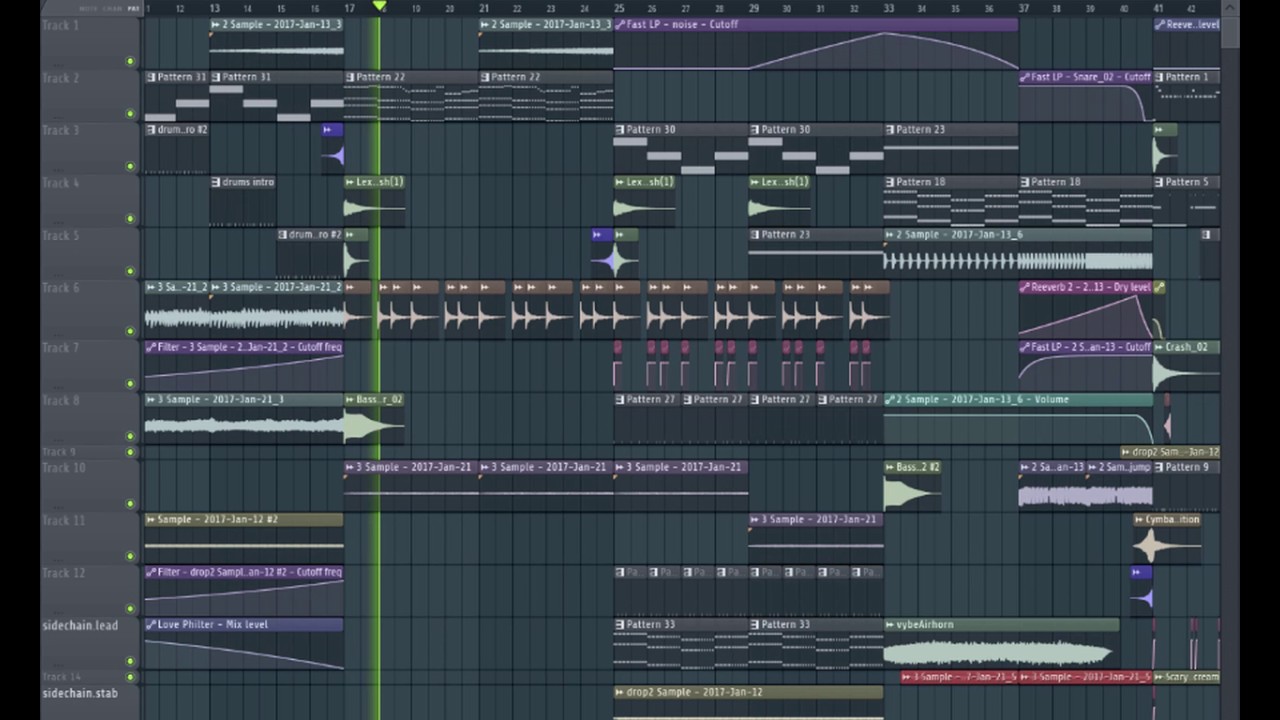 NOTE CHAN PAT 11 12 13 14 15 16 17 18 19 20 21 22 23 24 25 26 27 28 29 30 31 32 33 34 35 36 37 38 39 40 41 42
Track 1 2 Sample - 2017-Jan-13_3 2 Sample - 2017-Jan-13_3 Fast LP - noise - Cutoff Reeve..level
Track 2 Pattern 31 Pattern 31 Pattern 22 Pattern 22 Fast LP - Snare_02 - Cutoff Pattern 1
Track 3 drum..ro #2 Pattern 30 Pattern 30 Pattern 23
Track 4 drums intro Lex..sh(1) Lex..sh(1) Lex..sh(1) Pattern 18 Pattern 18 Pattern 5
Track 5 drum..ro #2 Pattern 23 2 Sample - 2017-Jan-13_6
Track 6 3 Sa..-21_2 3 Sample - 2017-Jan-21_2 Reeverb 2 - 2..13 - Dry level
Track 7 Filter - 3 Sample - 2..Jan-21_2 - Cutoff freq Fast LP - 2 S..an-13 - Cutoff Crash_02
Track 8 3 Sample - 2017-Jan-21_3 Bass..r_02 Pattern 27 Pattern 27 Pattern 27 Pattern 27 2 Sample - 2017-Jan-13_6 - Volume
Track 9 drop2 Sam..-Jan-12
Track 10 3 Sample - 2017-Jan-21 3 Sample - 2017-Jan-21 3 Sample - 2017-Jan-21 Bass..2 #2 2 Sa..an-13 2 Sam..jump Pattern 9
Track 11 Sample - 2017-Jan-12 #2 3 Sample - 2017-Jan-21 Cymba..ition
Track 12 Filter - drop2 Sampl..an-12 #2 - Cutoff freq Pa.. Pa.. Pa.. Pa.. Pa.. Pa.. Pa.. Pa..
sidechain.lead Love Philter - Mix level Pattern 33 Pattern 33 vybeAirhorn
Track 14 3 Sample - ..7-Jan-21_5 3 Sample - 2017-Jan-21_5 Scary..cream
sidechain.stab drop2 Sample - 2017-Jan-12